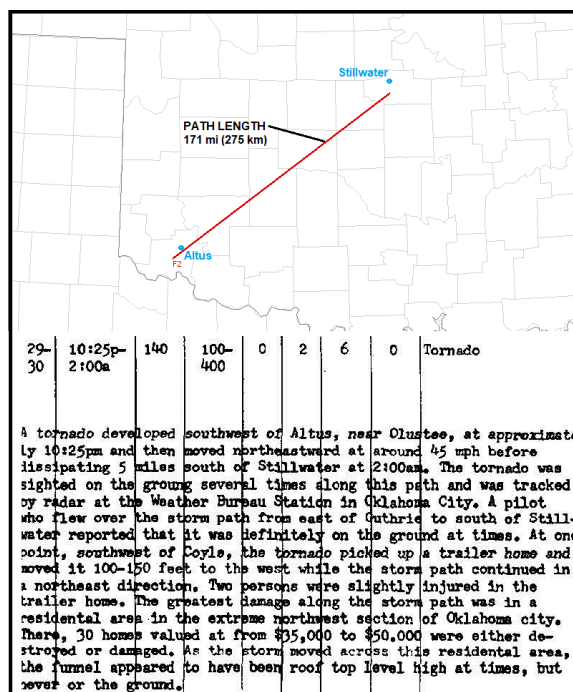 Stillwater
PATH LENGTH
171 mi (275 km)
Altus
F2
29-30 10:25p-2:00a 140 100-400 0 2 6 0 Tornado
A tornado developed southwest of Altus, near Olustee, at approximate
ly 10:25pm and then moved northeastward at around 45 mph before
dissipating 5 miles south of Stillwater at 2:00am. The tornado was
sighted on the groung several times along this path and was tracked
by radar at the Weather Bureau Station in Oklahoma City. A pilot
who flew over the storm path from east of Guthrie to south of Still-
water reported that it was definitely on the ground at times. At one
point, southwest of Coyle, the tornado picked up a trailer home and
moved it 100-150 feet to the west while the storm path continued in
a northeast direction. Two persons were slightly injured in the
trailer home. The greatest damage along the storm path was in a
residental area in the extreme northwest section of Oklahoma city.
There, 30 homes valued at from $35,000 to $50,000 were either de-
stroyed or damaged. As the storm moved across this residental area,
the funnel appeared to have been roof top level high at times, but
never or the ground.